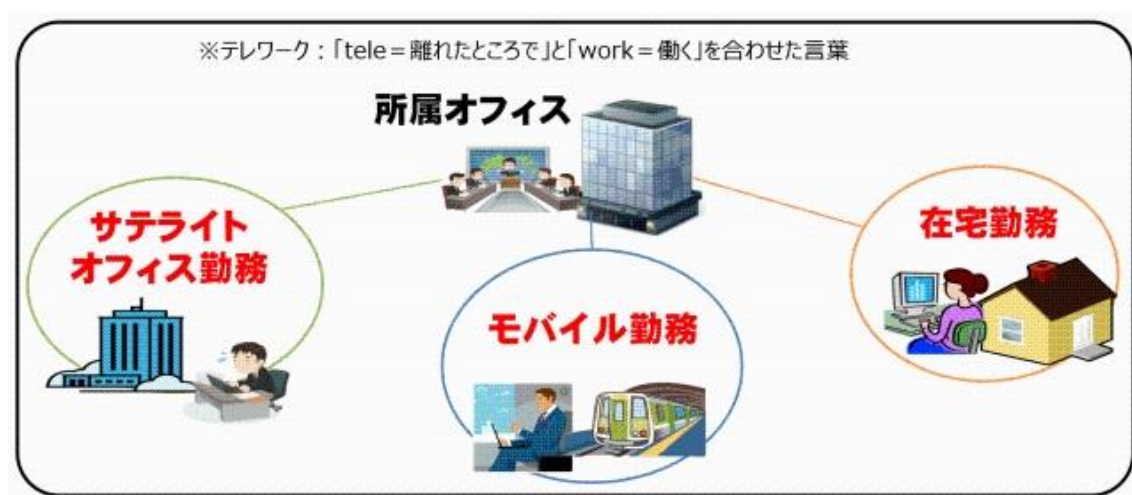 ※テレワーク：「tele＝離れたところで」と「work＝働く」を合わせた言葉
所属オフィス
サテライト
オフィス勤務
モバイル勤務
在宅勤務